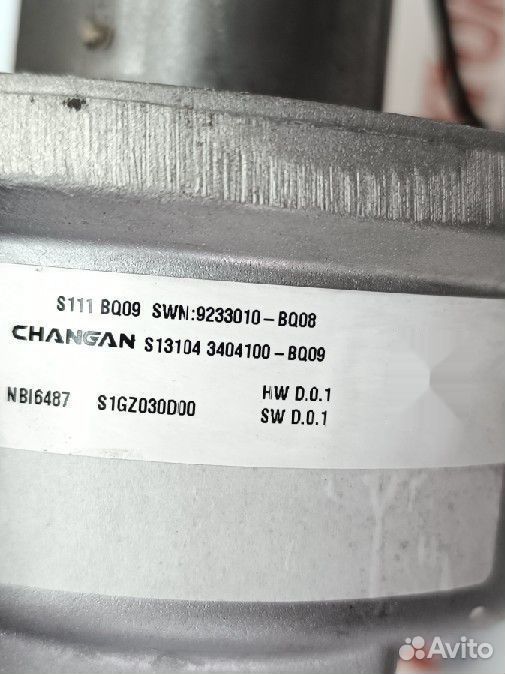 S111 BQ09 SWN:9233010-BQ08
CHANGAN S13104 3404100-BQ09
NBI6487 S1GZ030D00 HW D.0.1
SW D.0.1
Avito